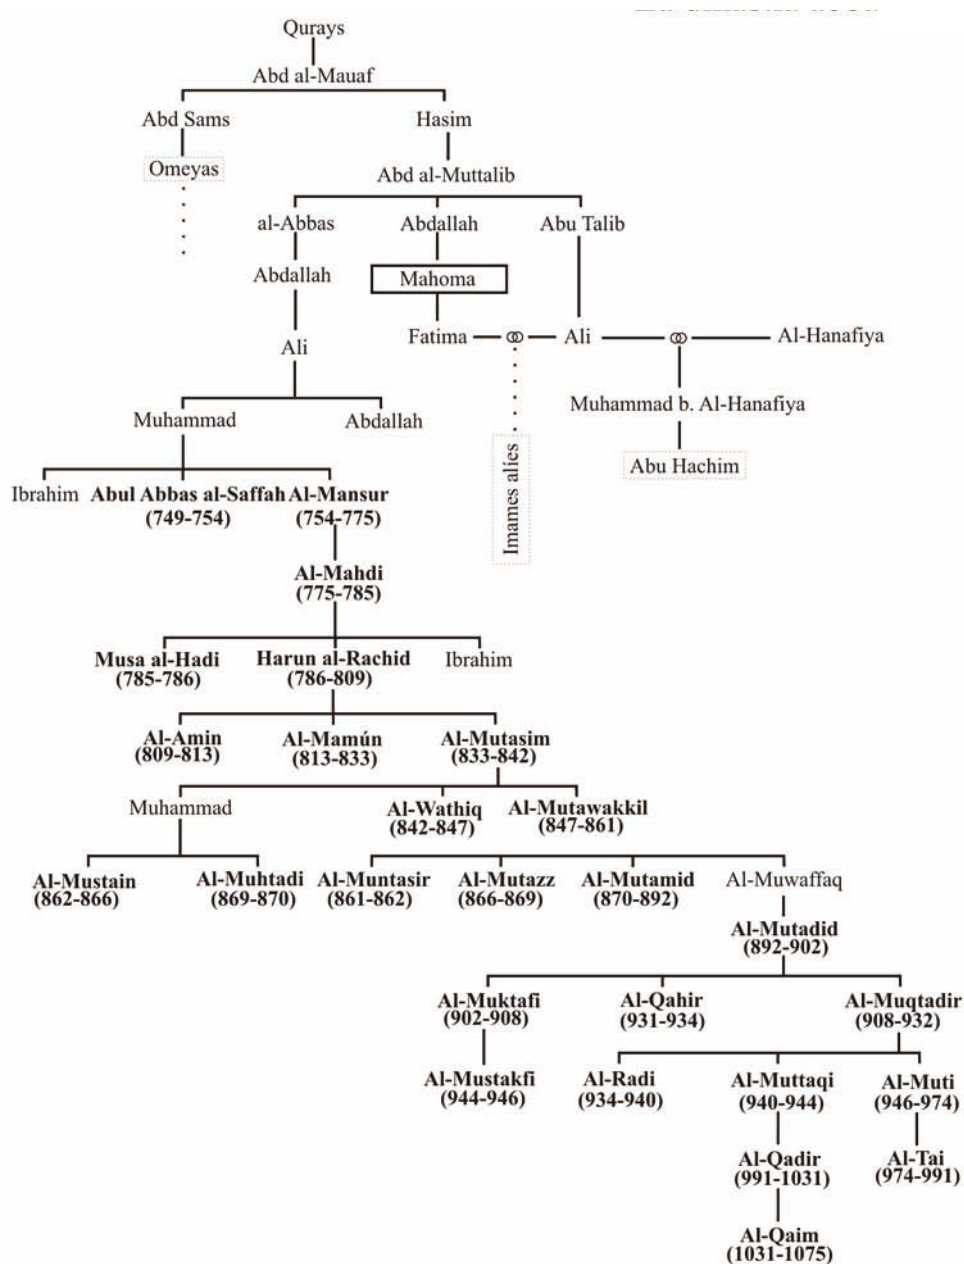 Qurays
Abd al-Mauaf
Abd Sams
Hasim
Omeyas
Abd al-Muttalib
al-Abbas
Abdallah
Abu Talib
Abdallah
Mahoma
Fatima
Ali
Al-Hanafiya
Ali
Muhammad
Abdallah
Muhammad b. Al-Hanafiya
Abu Hachim
Imames alíes
Ibrahim
Abul Abbas al-Saffah
(749-754)
Al-Mansur
(754-775)
Al-Mahdi
(775-785)
Musa al-Hadi
(785-786)
Harun al-Rachid
(786-809)
Ibrahim
Al-Amin
(809-813)
Al-Mamún
(813-833)
Al-Mutasim
(833-842)
Muhammad
Al-Wathiq
(842-847)
Al-Mutawakkil
(847-861)
Al-Mustain
(862-866)
Al-Muhtadi
(869-870)
Al-Muntasir
(861-862)
Al-Mutazz
(866-869)
Al-Mutamid
(870-892)
Al-Muwaffaq
Al-Mutadid
(892-902)
Al-Muktafi
(902-908)
Al-Qahir
(931-934)
Al-Muqtadir
(908-932)
Al-Mustakfi
(944-946)
Al-Radi
(934-940)
Al-Muttaqi
(940-944)
Al-Muti
(946-974)
Al-Qadir
(991-1031)
Al-Tai
(974-991)
Al-Qaim
(1031-1075)